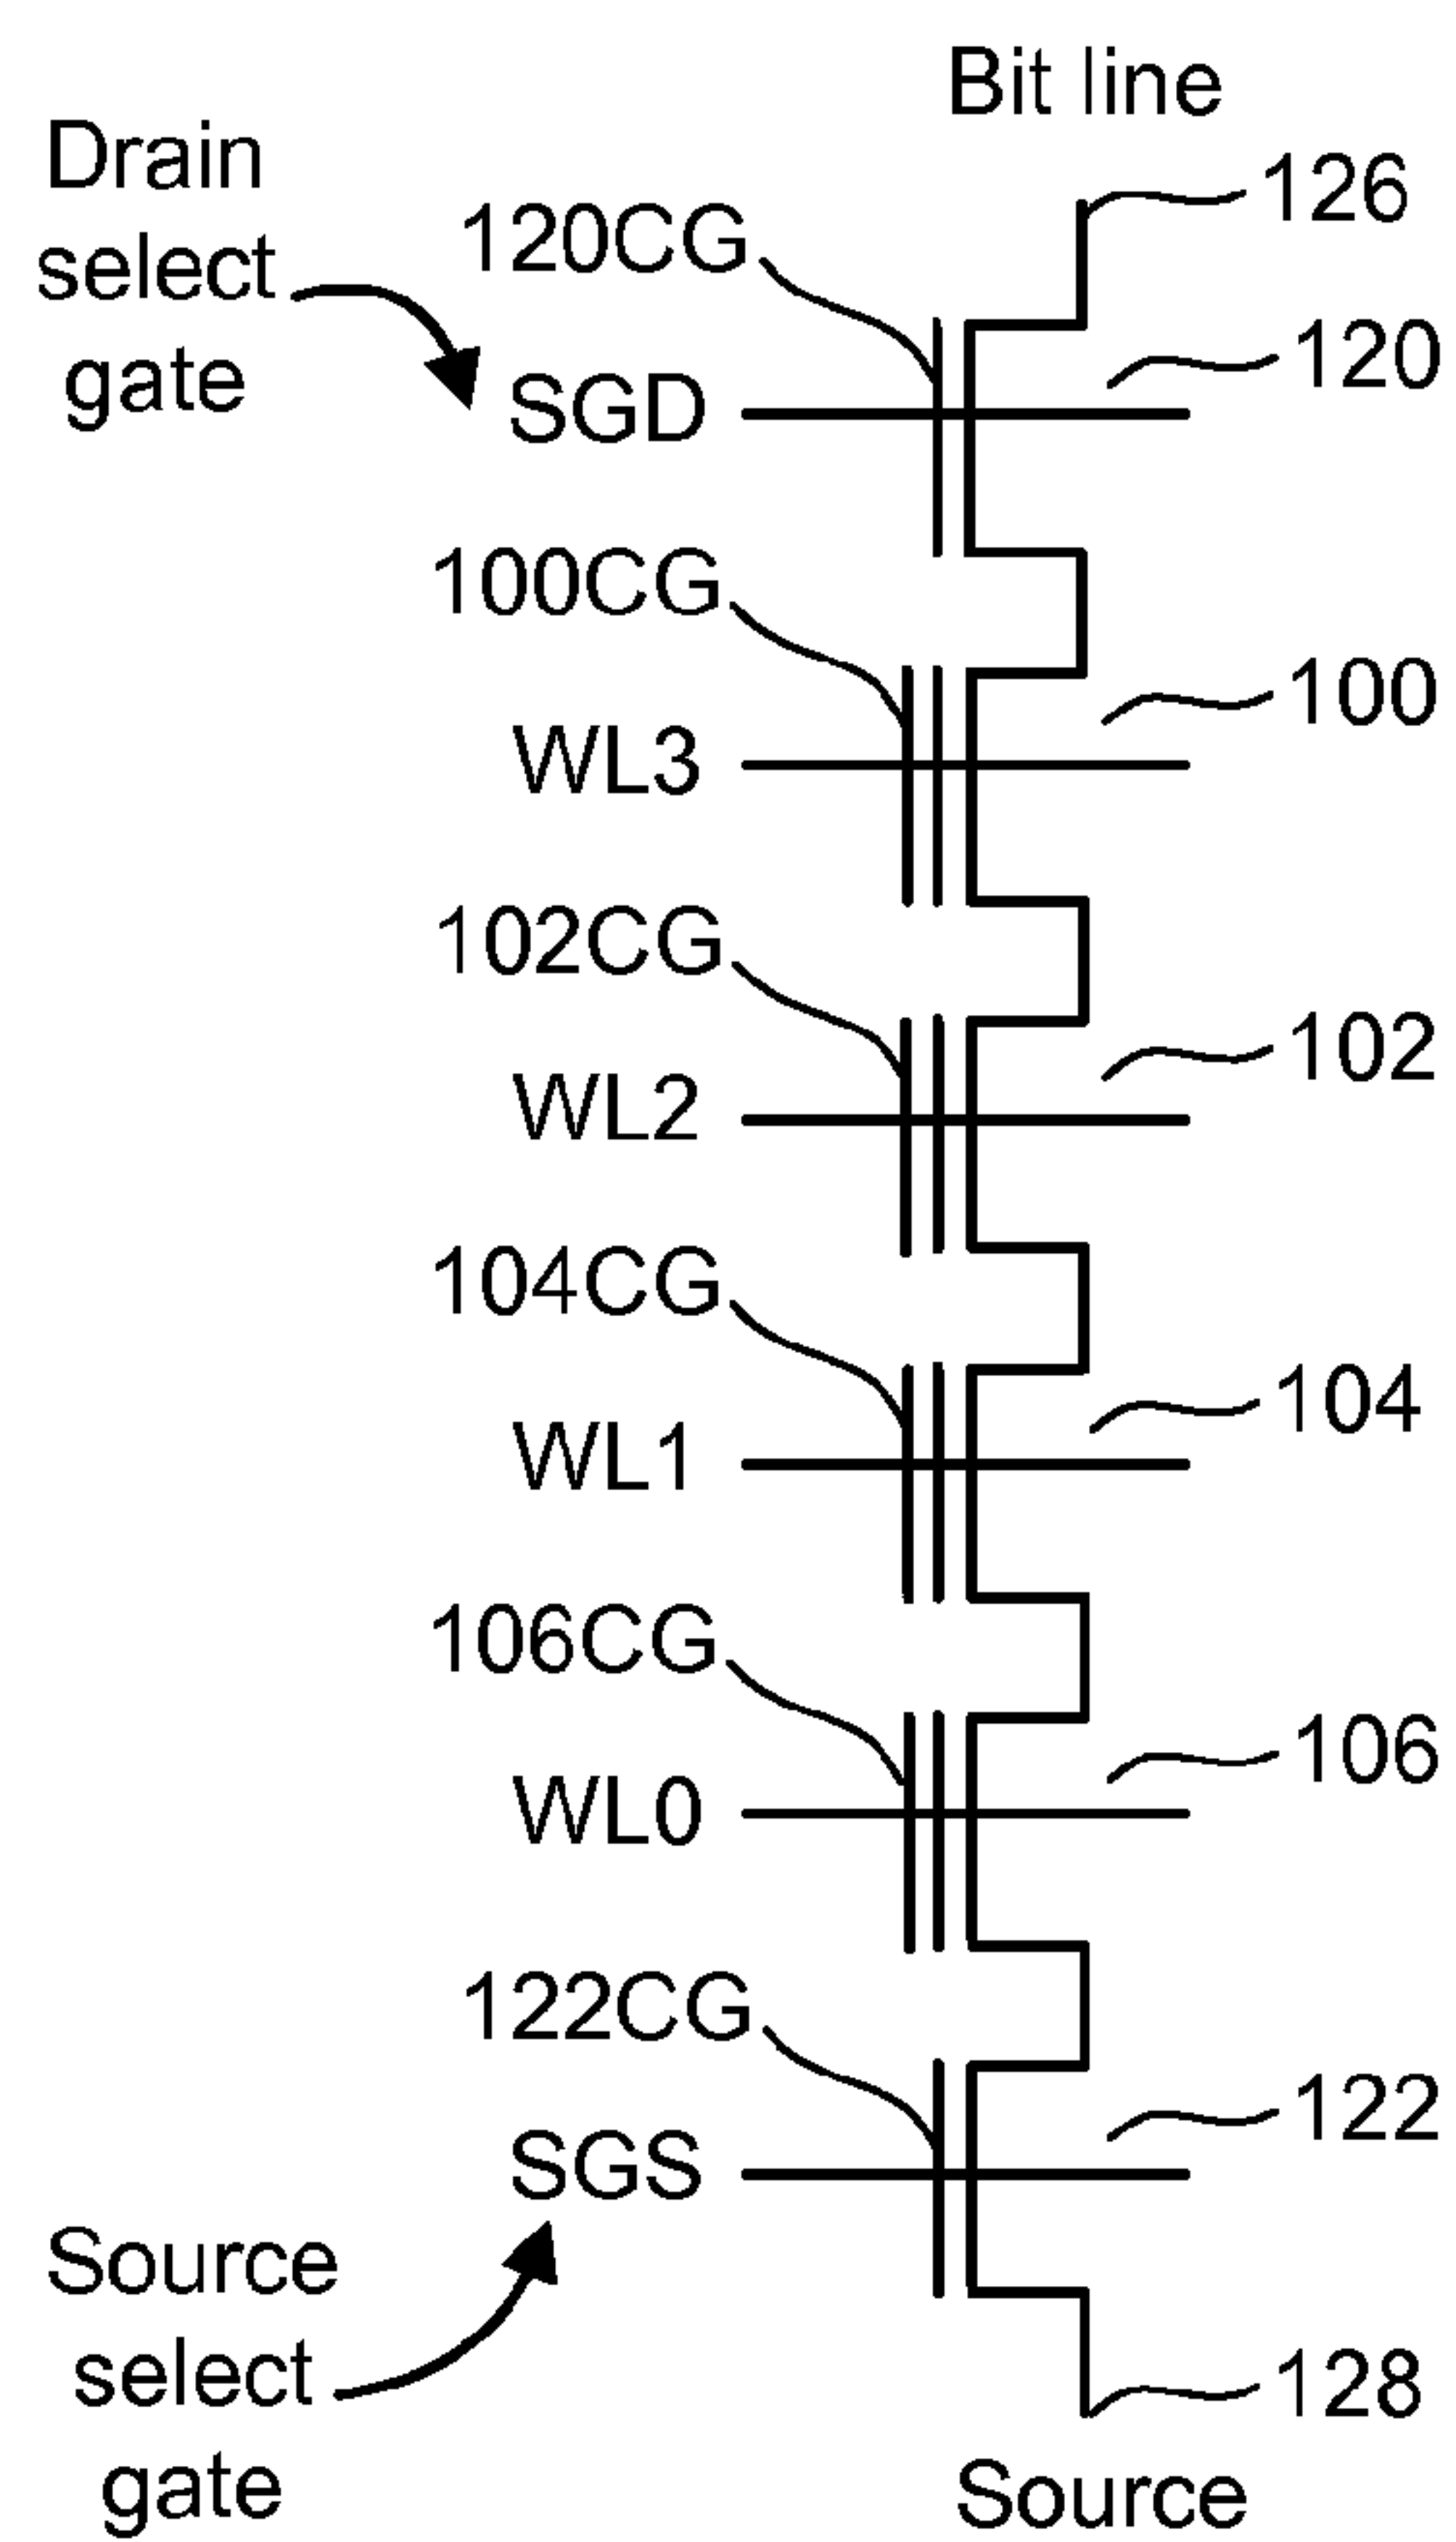 Bit line
126
Drain
select
gate
120CG
120
SGD
100CG
100
WL3
102CG
102
WL2
104CG
104
WL1
106CG
106
WL0
122CG
122
SGS
Source
select
gate
128
Source